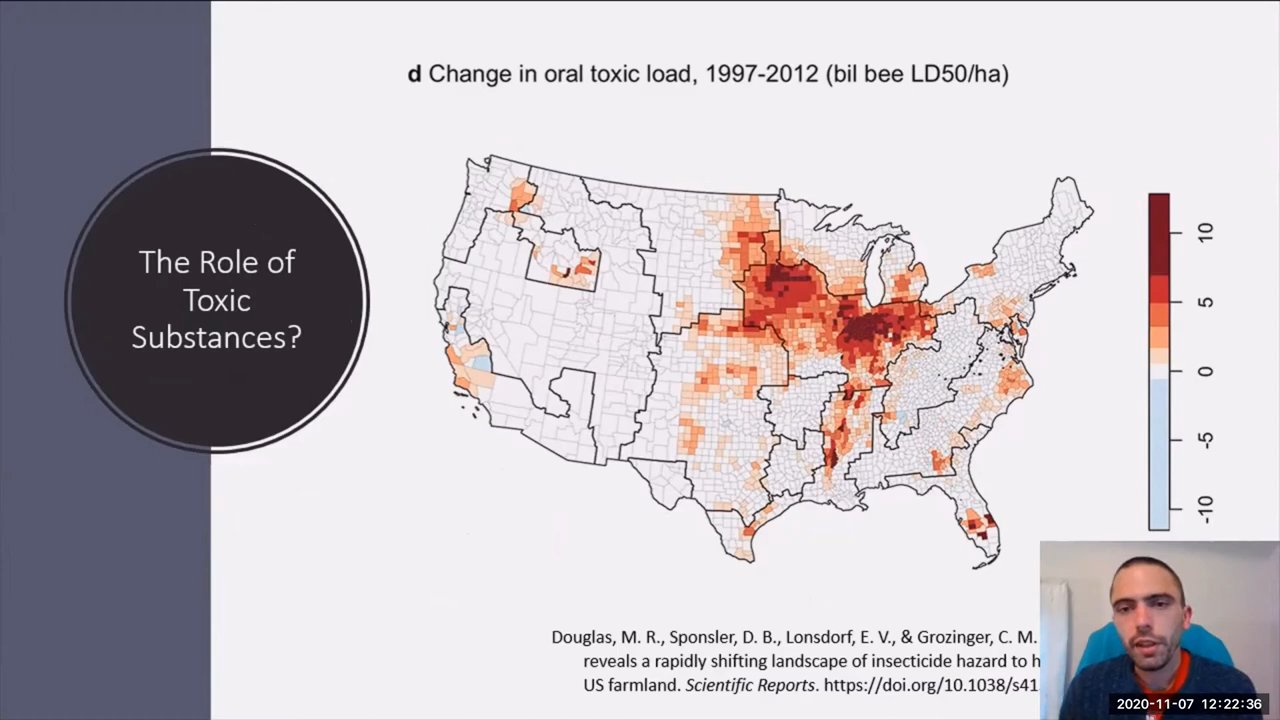 d Change in oral toxic load, 1997-2012 (bil bee LD50/ha)
The Role of
Toxic
Substances?
10
5
0
-5
-10
Douglas, M. R., Sponsler, D. B., Lonsdorf, E. V., & Grozinger, C. M.
reveals a rapidly shifting landscape of insecticide hazard to h
US farmland. Scientific Reports. https://doi.org/10.1038/s41
2020-11-07 12:22:36